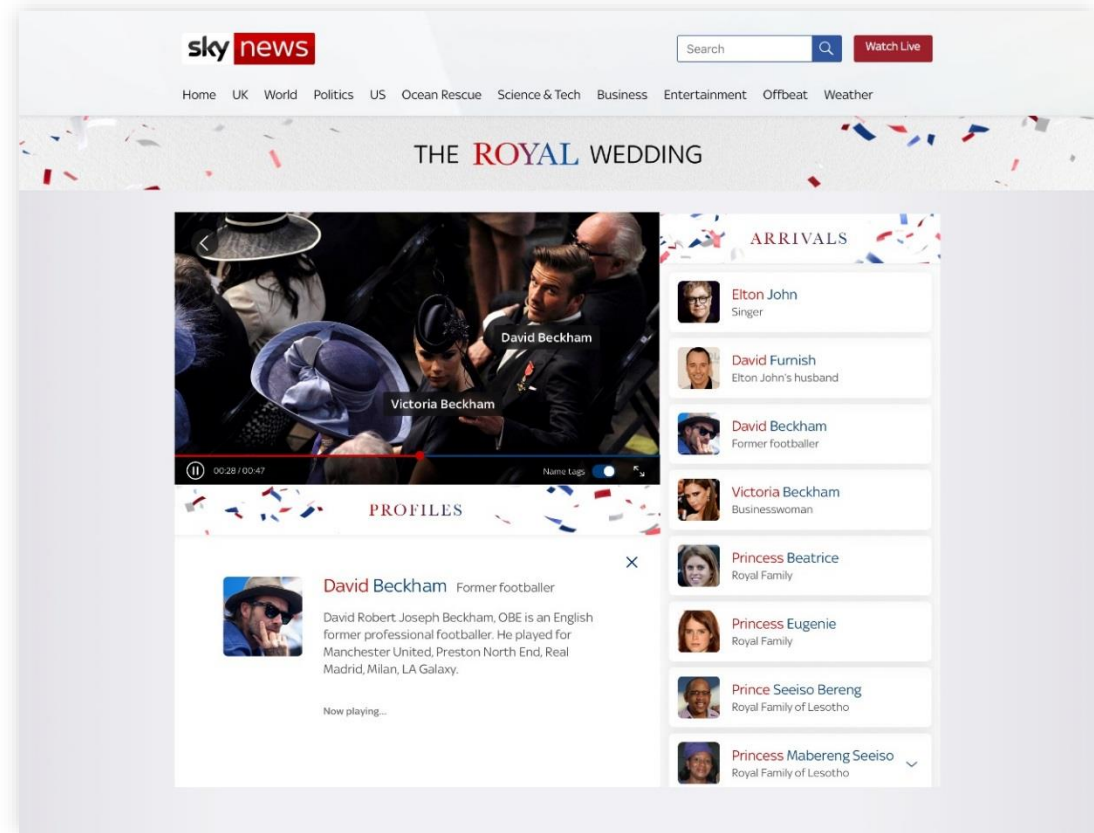 sky news
Search
Watch Live
Home UK World Politics US Ocean Rescue Science & Tech Business Entertainment Offbeat Weather
THE ROYAL WEDDING
David Beckham
Victoria Beckham
00:28 / 00:47
Name tags
PROFILES
David Beckham Former footballer
David Robert Joseph Beckham, OBE is an English
former professional footballer. He played for
Manchester United, Preston North End, Real
Madrid, Milan, LA Galaxy.
Now playing...
ARRIVALS
Elton John
Singer
David Furnish
Elton John's husband
David Beckham
Former footballer
Victoria Beckham
Businesswoman
Princess Beatrice
Royal Family
Princess Eugenie
Royal Family
Prince Seeiso Bereng
Royal Family of Lesotho
Princess Mabereng Seeiso
Royal Family of Lesotho